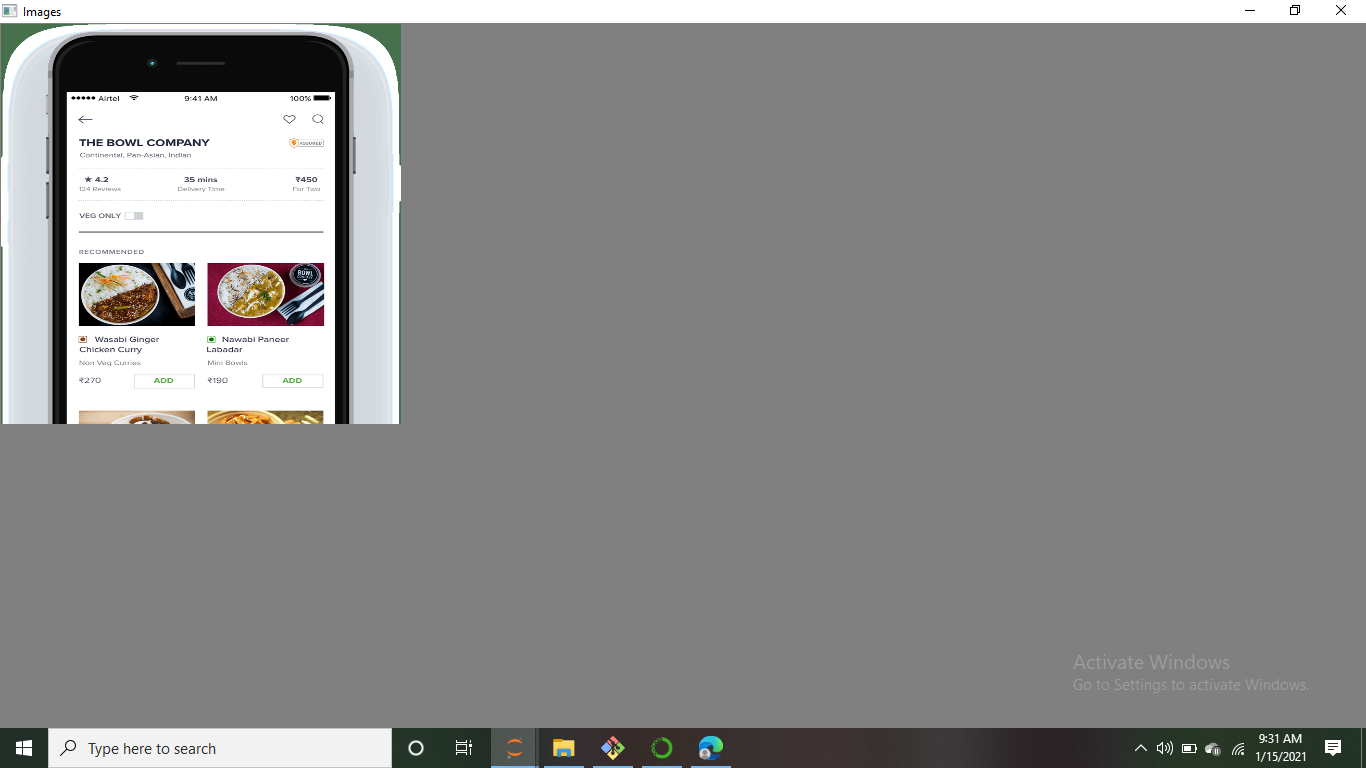 Images
Airtel 9:41 AM 100%
THE BOWL COMPANY
ASSURED
Continental, Pan-Asian, Indian
★ 4.2 35 mins ₹450
124 Reviews Delivery Time For Two
VEG ONLY
RECOMMENDED
BOWL
Wasabi Ginger
Chicken Curry
Non Veg Curries
₹270 ADD
Nawabi Paneer
Labadar
Mini Bowls
₹190 ADD
Activate Windows
Go to Settings to activate Windows.
Type here to search
9:31 AM
1/15/2021